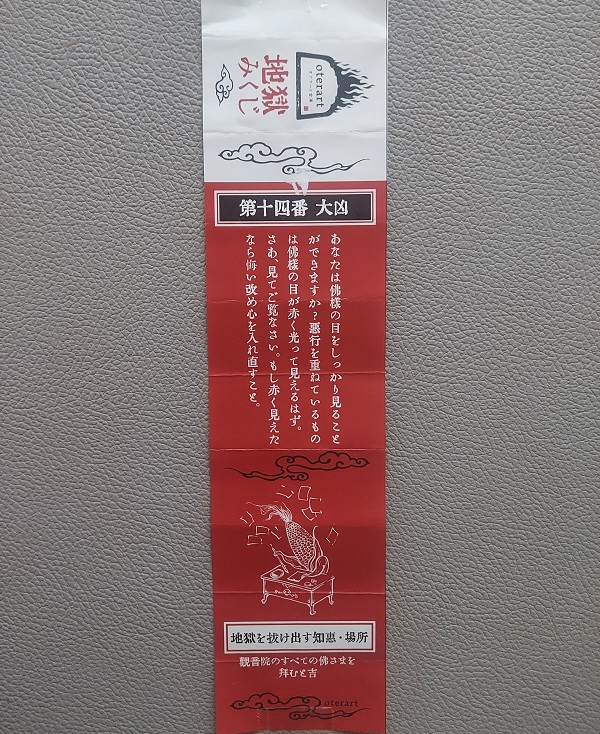 oterart
地獄
みくじ
第十四番 大凶
あなたは佛様の目をしっかり見ること
ができますか？悪行を重ねているもの
は佛様の目が赤く光って見えるはず。
さあ、見てご覧なさい。もし赤く見えた
なら悔い改め心を入れ直すこと。
地獄を抜け出す知恵・場所
觀音院のすべての佛さまを
拜むと吉
oterart